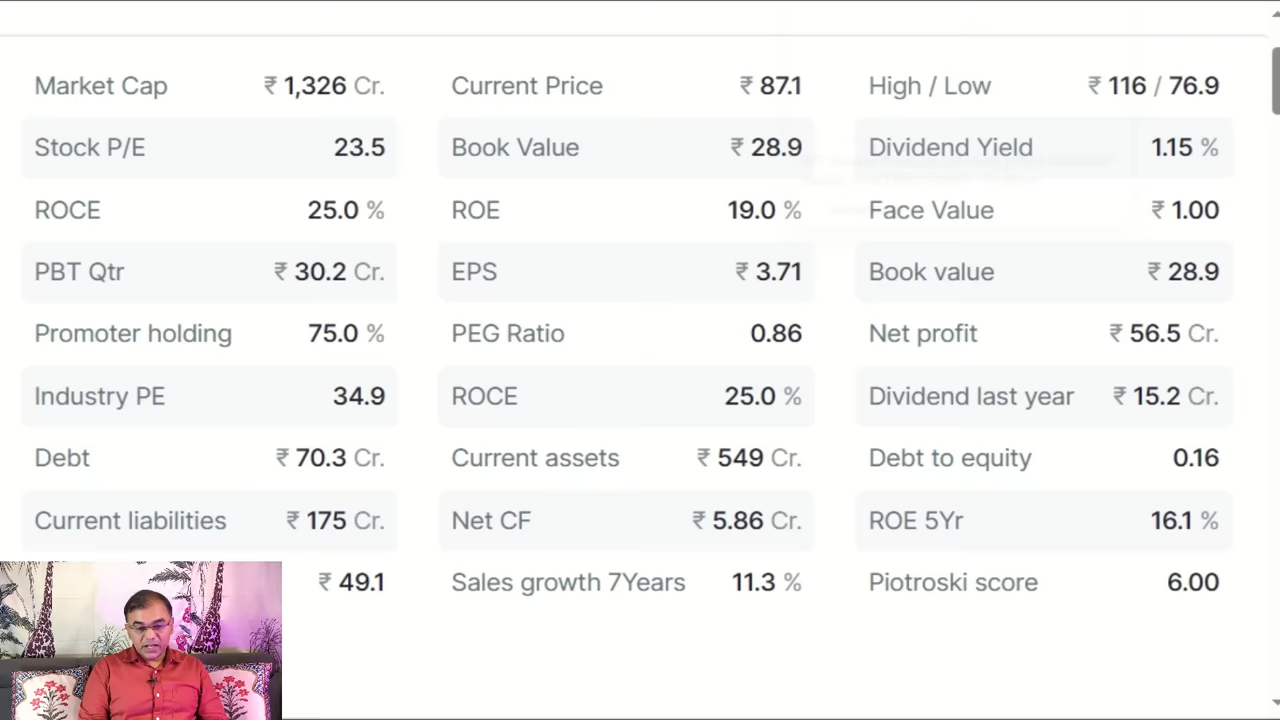 Market Cap ₹ 1,326 Cr. Current Price ₹ 87.1 High / Low ₹ 116 / 76.9
Stock P/E 23.5 Book Value ₹ 28.9 Dividend Yield 1.15 %
ROCE 25.0 % ROE 19.0 % Face Value ₹ 1.00
PBT Qtr ₹ 30.2 Cr. EPS ₹ 3.71 Book value ₹ 28.9
Promoter holding 75.0 % PEG Ratio 0.86 Net profit ₹ 56.5 Cr.
Industry PE 34.9 ROCE 25.0 % Dividend last year ₹ 15.2 Cr.
Debt ₹ 70.3 Cr. Current assets ₹ 549 Cr. Debt to equity 0.16
Current liabilities ₹ 175 Cr. Net CF ₹ 5.86 Cr. ROE 5Yr 16.1 %
₹ 49.1 Sales growth 7Years 11.3 % Piotroski score 6.00